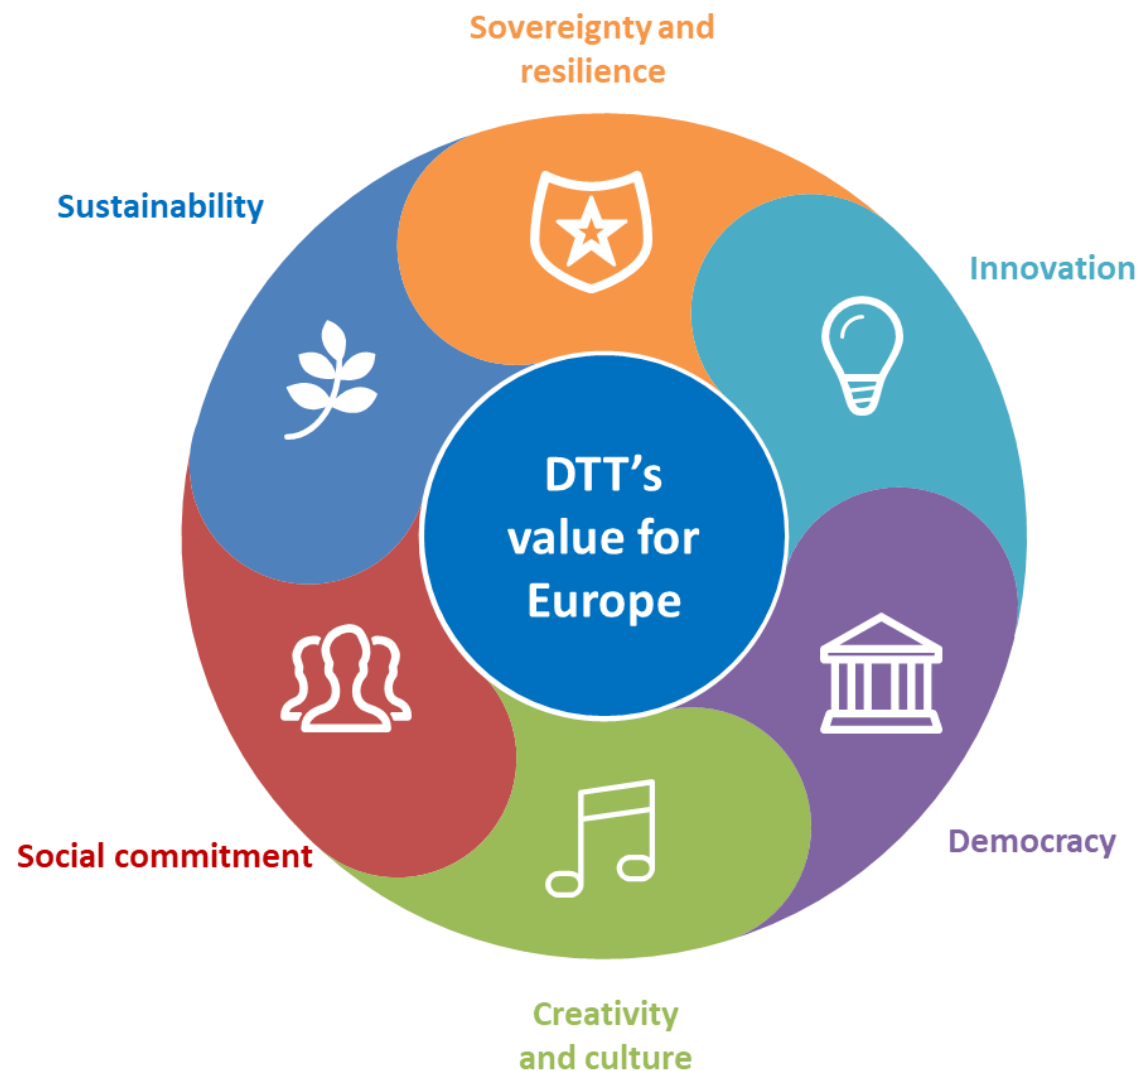 Sovereignty and
resilience
Sustainability
Innovation
DTT’s
value for
Europe
Democracy
Social commitment
Creativity
and culture